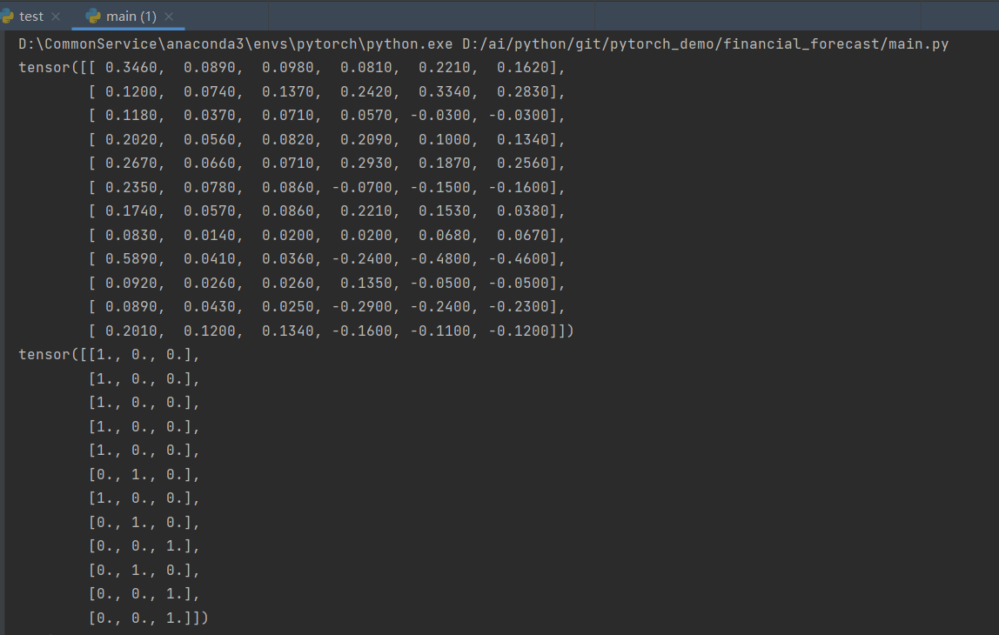 test main (1)
D:\CommonService\anaconda3\envs\pytorch\python.exe D:/ai/python/git/pytorch_demo/financial_forecast/main.py
tensor([[ 0.3460,  0.0890,  0.0980,  0.0810,  0.2210,  0.1620],
        [ 0.1200,  0.0740,  0.1370,  0.2420,  0.3340,  0.2830],
        [ 0.1180,  0.0370,  0.0710,  0.0570, -0.0300, -0.0300],
        [ 0.2020,  0.0560,  0.0820,  0.2090,  0.1000,  0.1340],
        [ 0.2670,  0.0660,  0.0710,  0.2930,  0.1870,  0.2560],
        [ 0.2350,  0.0780,  0.0860, -0.0700, -0.1500, -0.1600],
        [ 0.1740,  0.0570,  0.0860,  0.2210,  0.1530,  0.0380],
        [ 0.0830,  0.0140,  0.0200,  0.0200,  0.0680,  0.0670],
        [ 0.5890,  0.0410,  0.0360, -0.2400, -0.4800, -0.4600],
        [ 0.0920,  0.0260,  0.0260,  0.1350, -0.0500, -0.0500],
        [ 0.0890,  0.0430,  0.0250, -0.2900, -0.2400, -0.2300],
        [ 0.2010,  0.1200,  0.1340, -0.1600, -0.1100, -0.1200]])
tensor([[1., 0., 0.],
        [1., 0., 0.],
        [1., 0., 0.],
        [1., 0., 0.],
        [1., 0., 0.],
        [0., 1., 0.],
        [1., 0., 0.],
        [0., 1., 0.],
        [0., 0., 1.],
        [0., 1., 0.],
        [0., 0., 1.],
        [0., 0., 1.]])